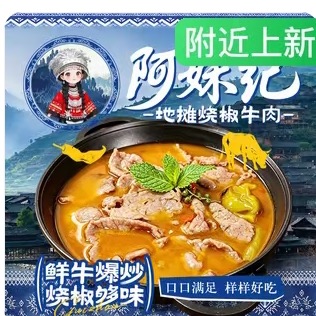 附近上新
阿妹纪
地摊烧椒牛肉
鲜牛爆炒
烧椒够味
口口满足 样样好吃